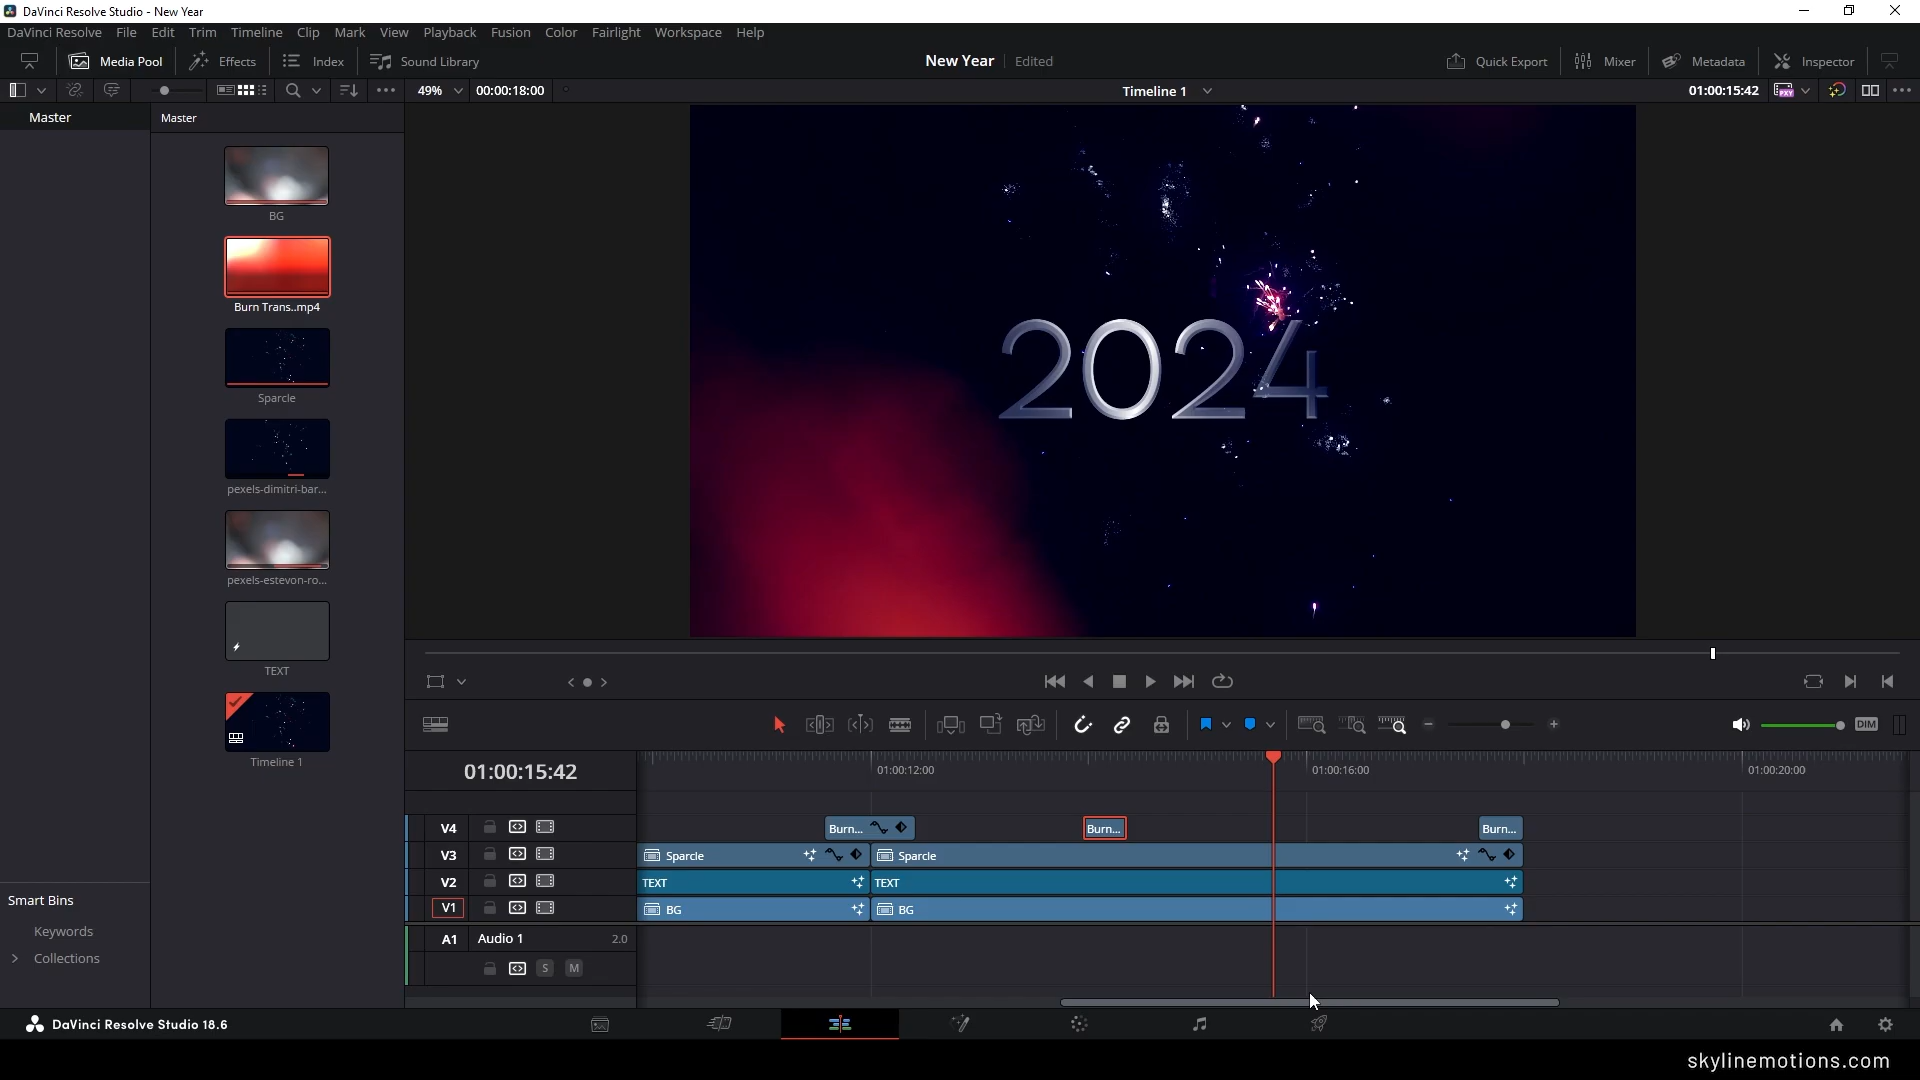 DaVinci Resolve Studio - New Year
DaVinci Resolve File Edit Trim Timeline Clip Mark View Playback Fusion Color Fairlight Workspace Help
Media Pool Effects Index Sound Library New Year Edited Quick Export Mixer Metadata Inspector
49% 00:00:18:00 Timeline 1 01:00:15:42 PXY
Master Master
BG
Burn Trans..mp4
Sparcle
pexels-dimitri-bar...
pexels-estevon-ro...
TEXT
Timeline 1
2024
DIM
01:00:15:42 01:00:12:00 01:00:16:00 01:00:20:00
V4 Burn... Burn... Burn...
V3 Sparcle Sparcle
V2 TEXT TEXT
V1 BG BG
A1 Audio 1 2.0
S M
Smart Bins
Keywords
Collections
DaVinci Resolve Studio 18.6
skylinemotions.com